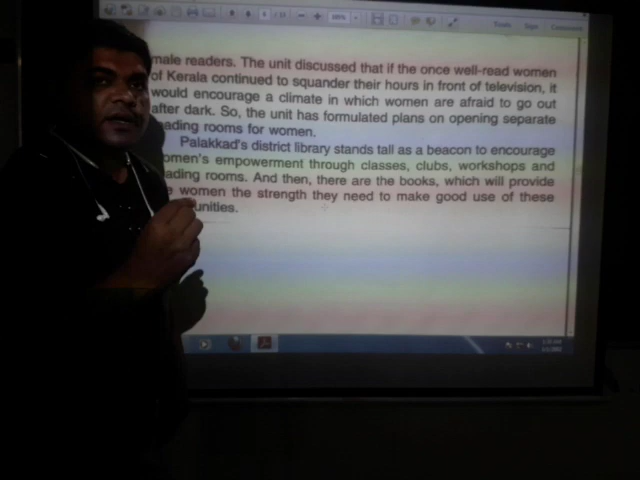 Tools Sign Comment
male readers. The unit discussed that if the once well-read women
of Kerala continued to squander their hours in front of television, it
would encourage a climate in which women are afraid to go out
after dark. So, the unit has formulated plans on opening separate
eading rooms for women.
Palakkad's district library stands tall as a beacon to encourage
omen's empowerment through classes, clubs, workshops and
ading rooms. And then, there are the books, which will provide
e women the strength they need to make good use of these
unities.